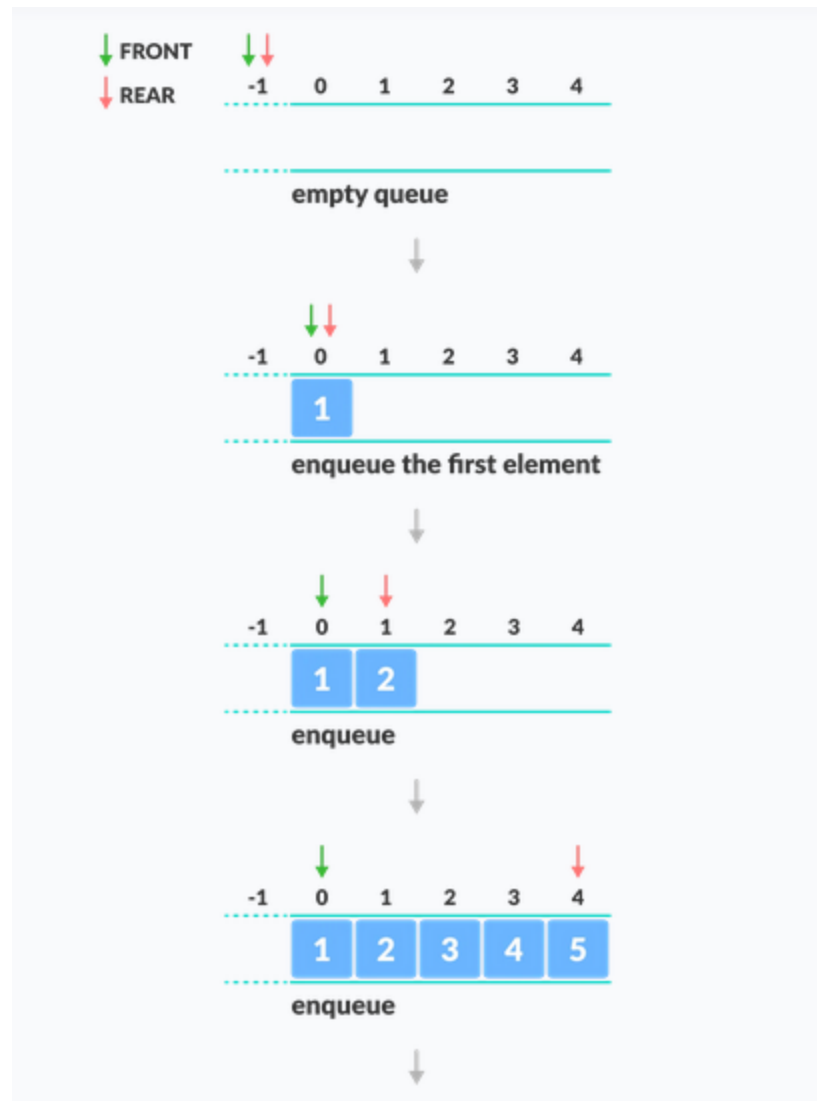 FRONT
REAR
-1 0 1 2 3 4
empty queue
-1 0 1 2 3 4
1
enqueue the first element
-1 0 1 2 3 4
1 2
enqueue
-1 0 1 2 3 4
1 2 3 4 5
enqueue